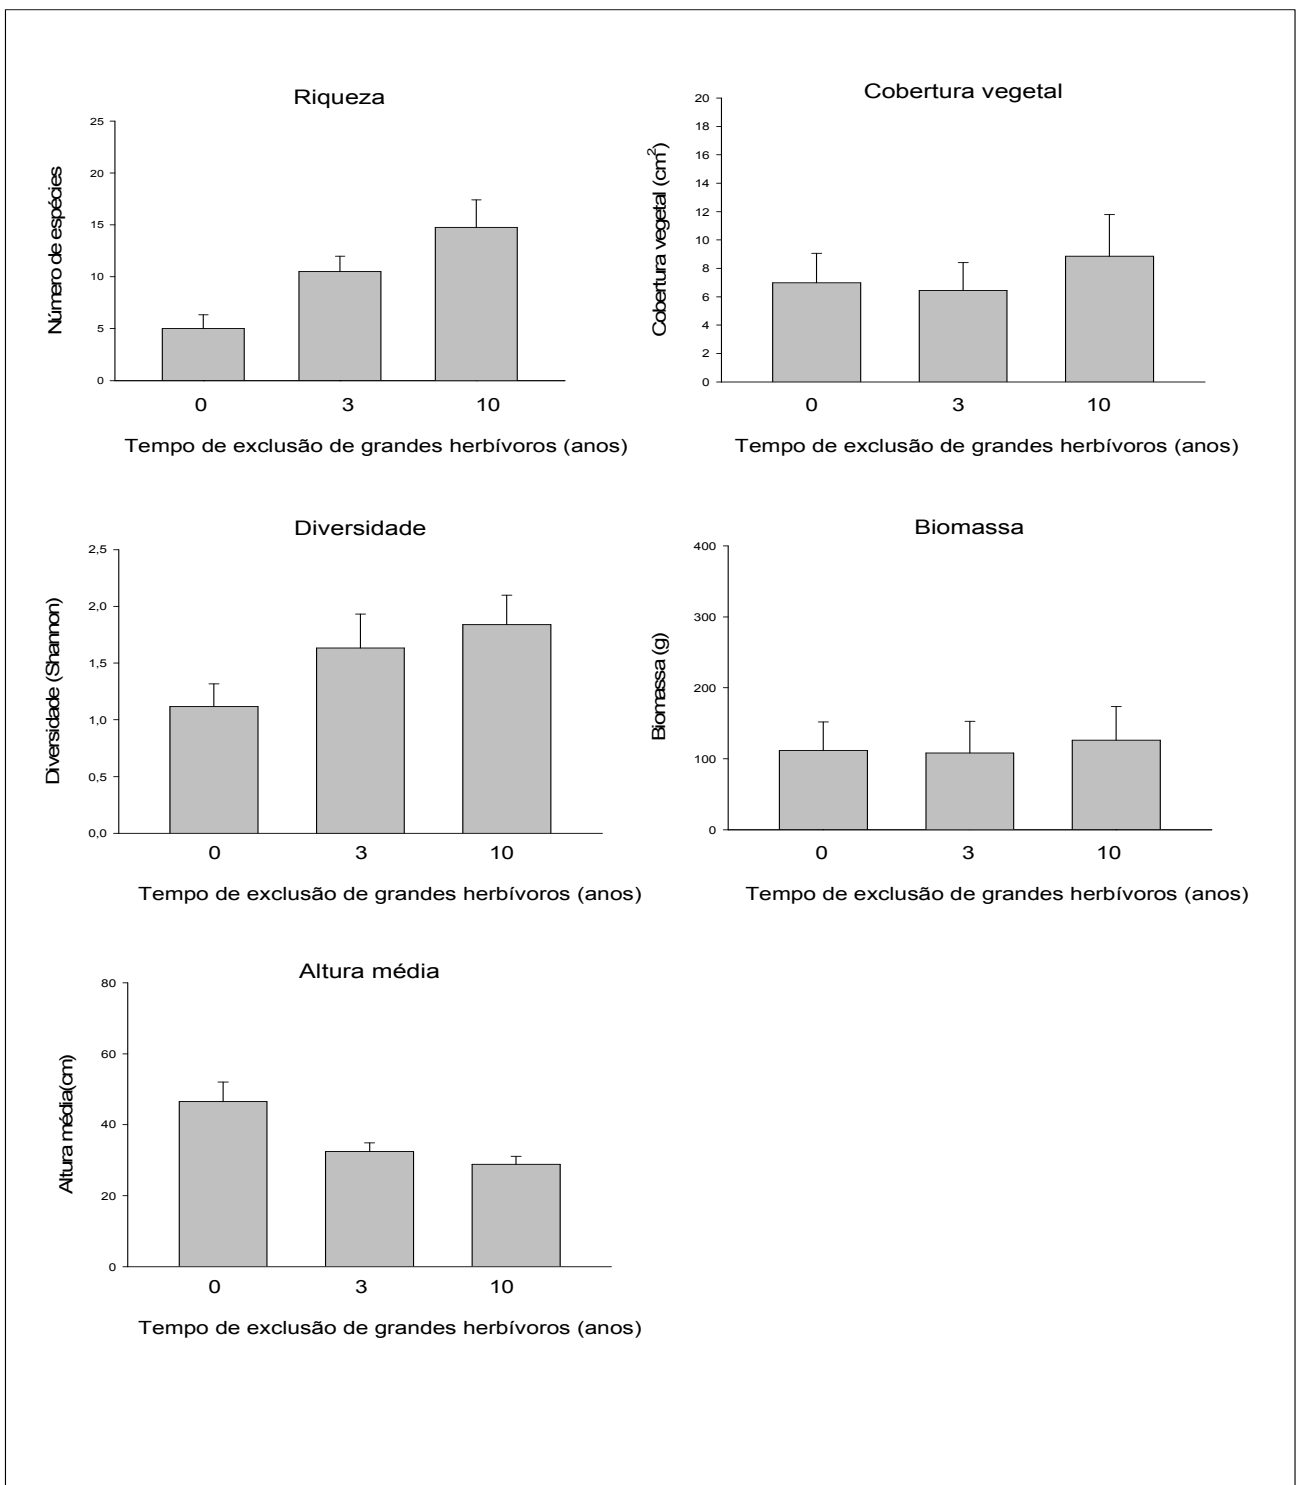 Riqueza
25
20
15
10
5
0
Número de espécies
0 3 10
Tempo de exclusão de grandes herbívoros (anos)
Cobertura vegetal
20
18
16
14
12
10
8
6
4
2
0
Cobertura vegetal (cm²)
0 3 10
Tempo de exclusão de grandes herbívoros (anos)
Diversidade
2,5
2,0
1,5
1,0
0,5
0,0
Diversidade (Shannon)
0 3 10
Tempo de exclusão de grandes herbívoros (anos)
Biomassa
400
300
200
100
0
Biomassa (g)
0 3 10
Tempo de exclusão de grandes herbívoros (anos)
Altura média
80
60
40
20
0
Altura média(cm)
0 3 10
Tempo de exclusão de grandes herbívoros (anos)